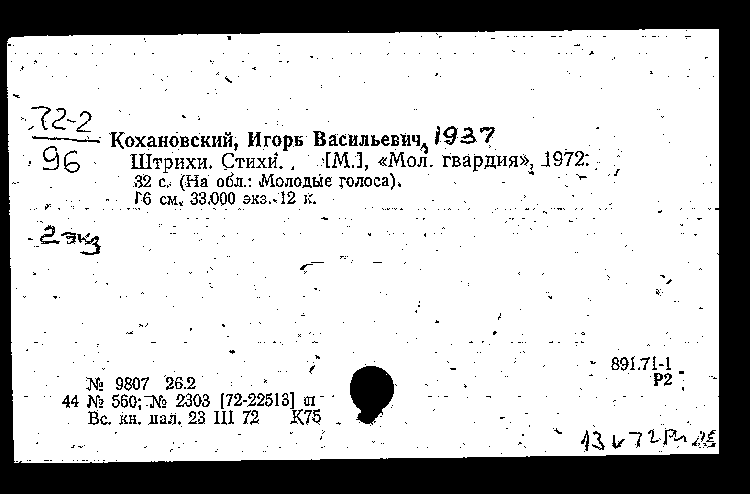 72-2
96
Кохановский, Игорь Васильевич, 1937
Штрихи. Стихи. [М.], «Мол. гвардия», 1972.
32 с. (На обл.: Молодые голоса).
16 см. 33.000 экз. 12 к.
2 экз
891.71-1
Р2
№ 9807 26.2
44 № 560; № 2303 [72-22513] п
Вс. кн. пал. 23 III 72 К75